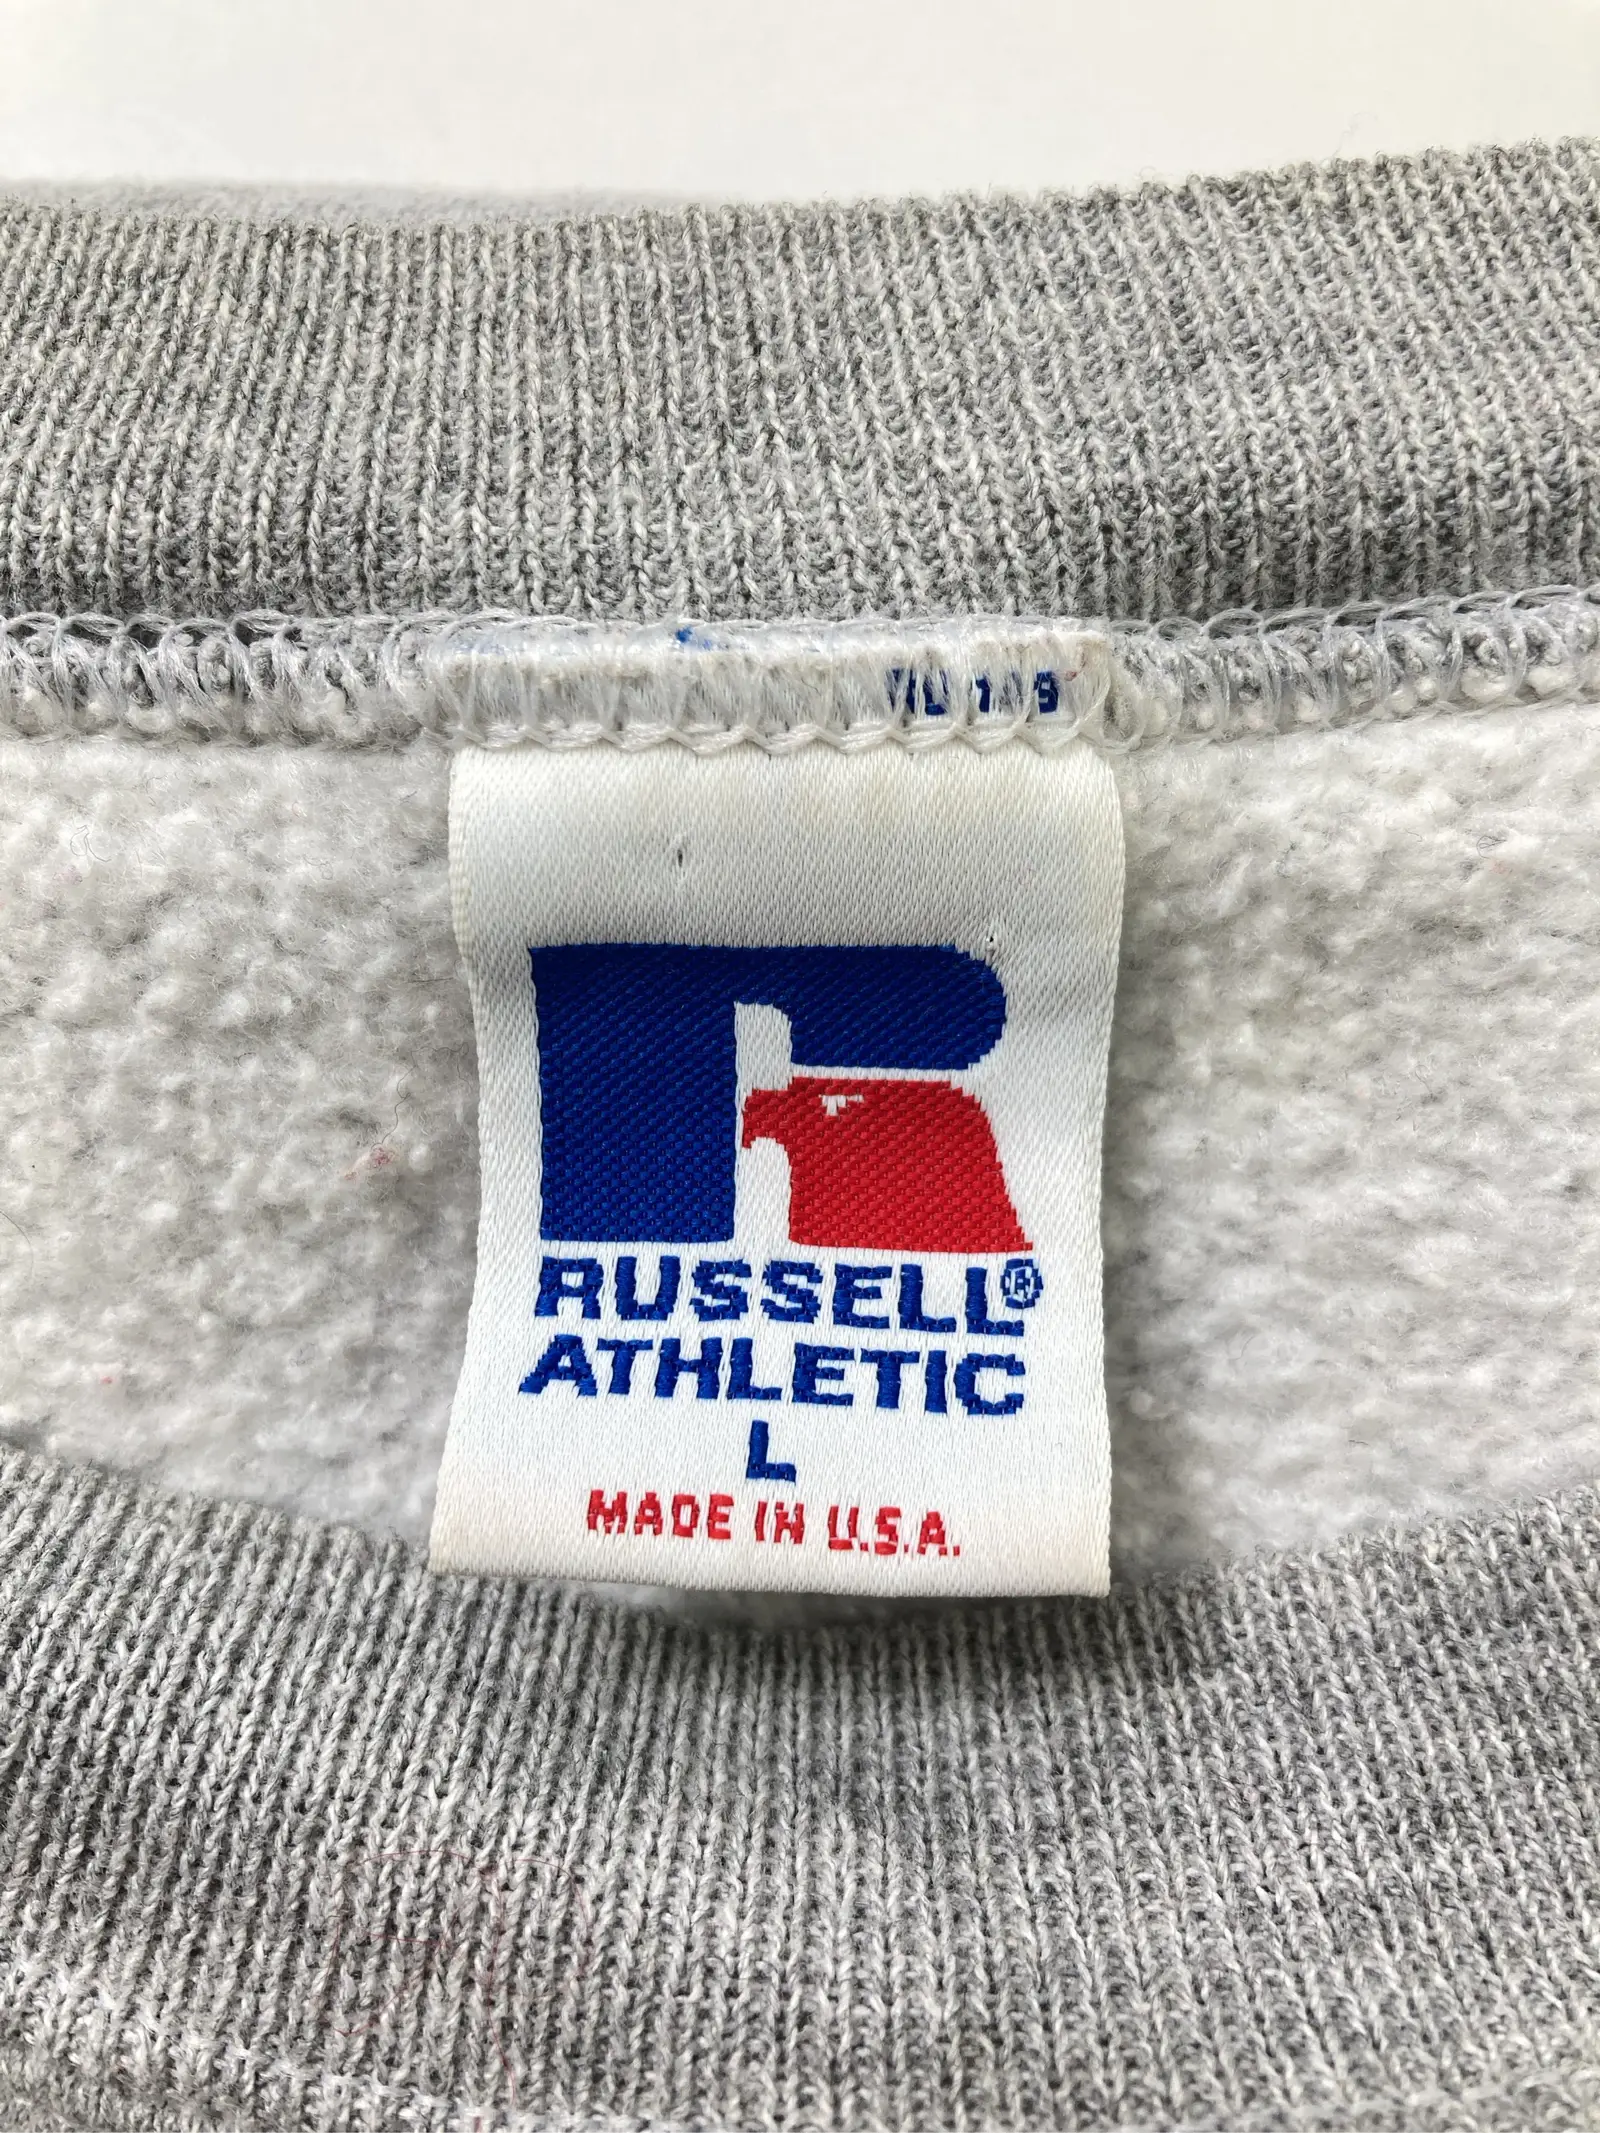 RUSSELL®
ATHLETIC
L
MADE IN U.S.A.